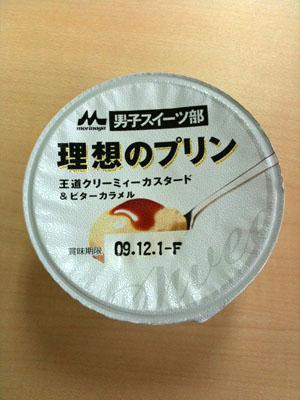 morinaga
男子スイーツ部
理想のプリン
王道クリーミィーカスタード
&ビターカラメル
賞味期限 09.12.1-F
Sweets